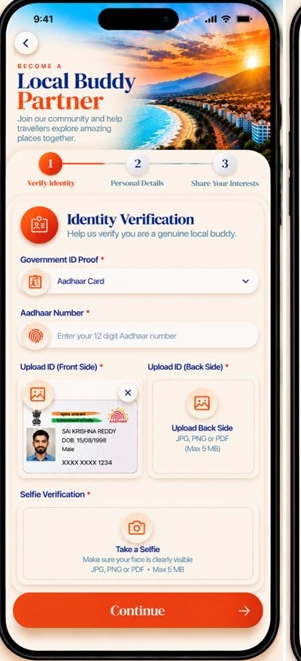 9:41
BECOME A
Local Buddy
Partner
Join our community and help
travellers explore amazing
places together.
1 2 3
Verify Identity Personal Details Share Your Interests
Identity Verification
Help us verify you are a genuine local buddy.
Government ID Proof *
Aadhaar Card
Aadhaar Number *
Enter your 12 digit Aadhaar number
Upload ID (Front Side) * Upload ID (Back Side) *
SAI KRISHNA REDDY
DOB: 15/08/1998
Male
XXXX XXXX 1234
Upload Back Side
JPG, PNG or PDF
(Max 5 MB)
Selfie Verification *
Take a Selfie
Make sure your face is clearly visible
JPG, PNG or PDF • Max 5 MB
Continue